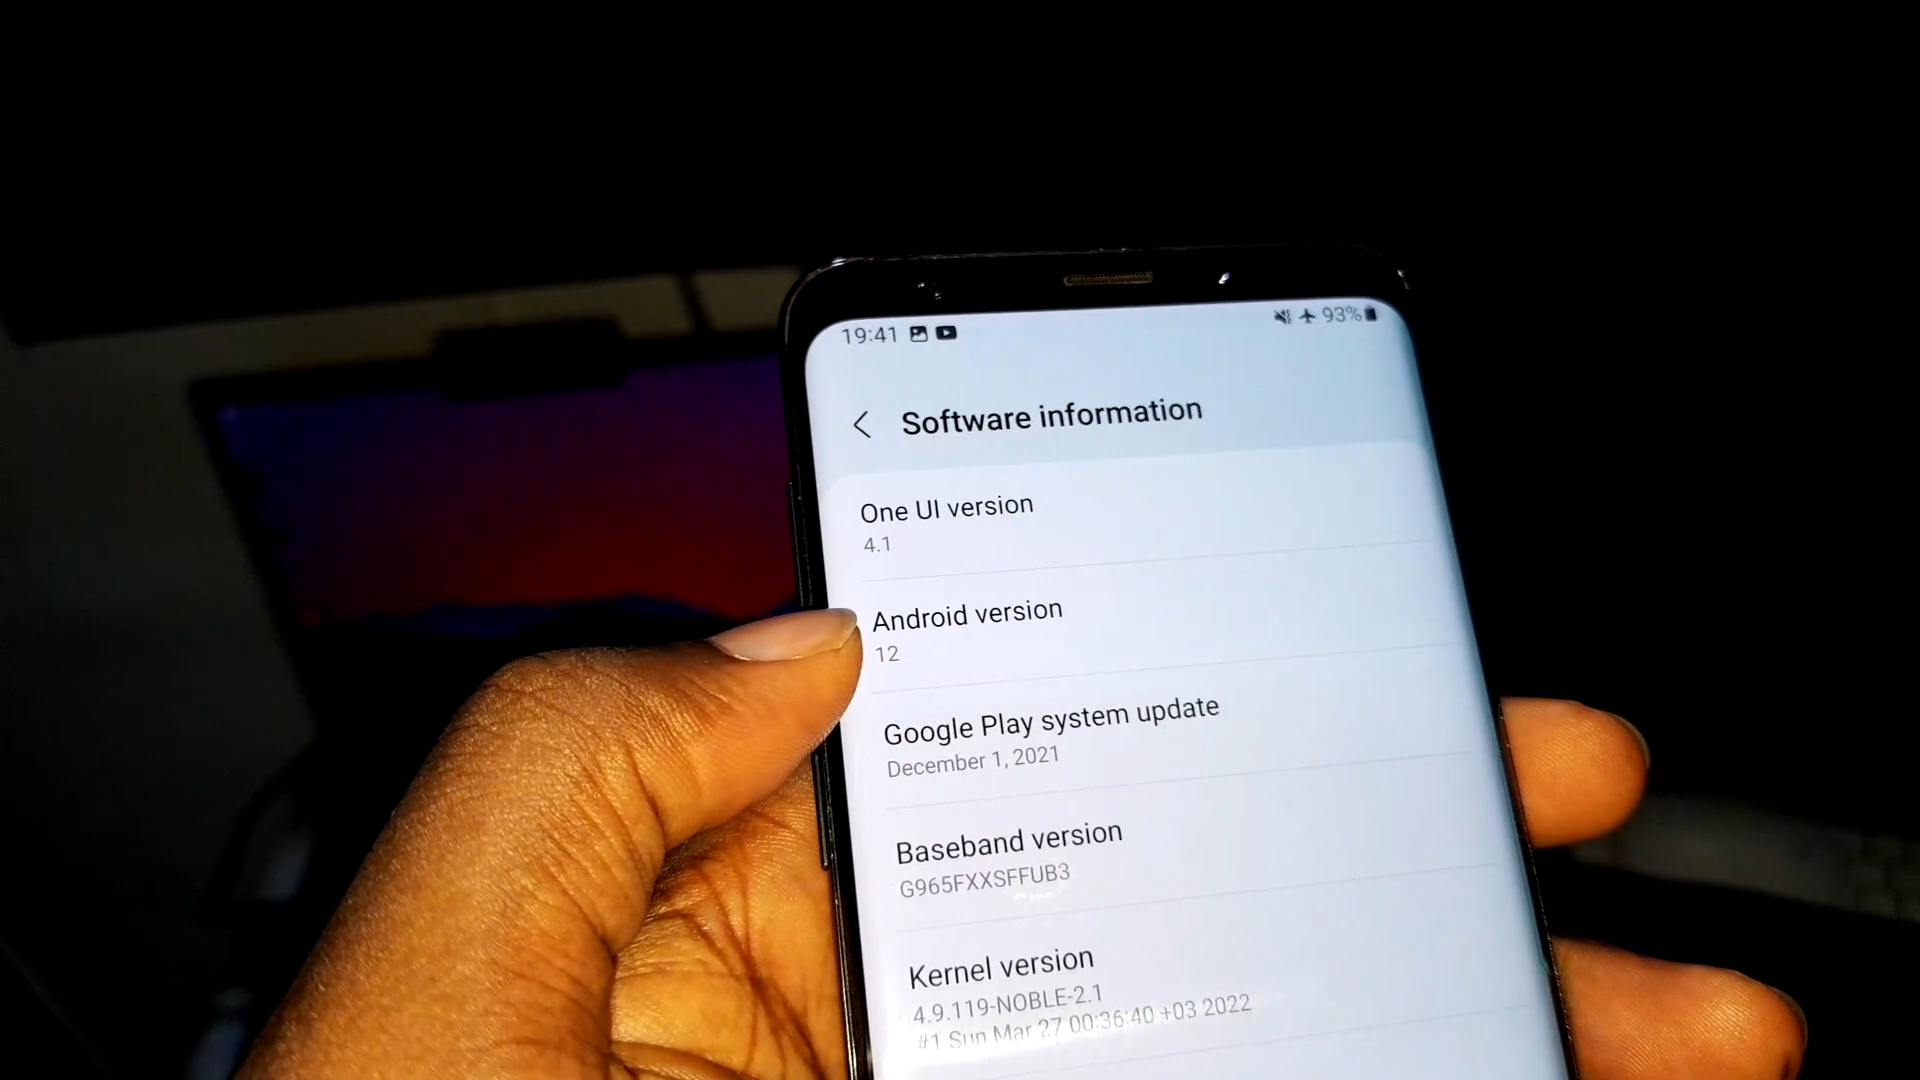 19:41 93%
Software information
One UI version
4.1
Android version
12
Google Play system update
December 1, 2021
Baseband version
G965FXXSFFUB3
Kernel version
4.9.119-NOBLE-2.1
#1 Sun Mar 27 00:36:40 +03 2022